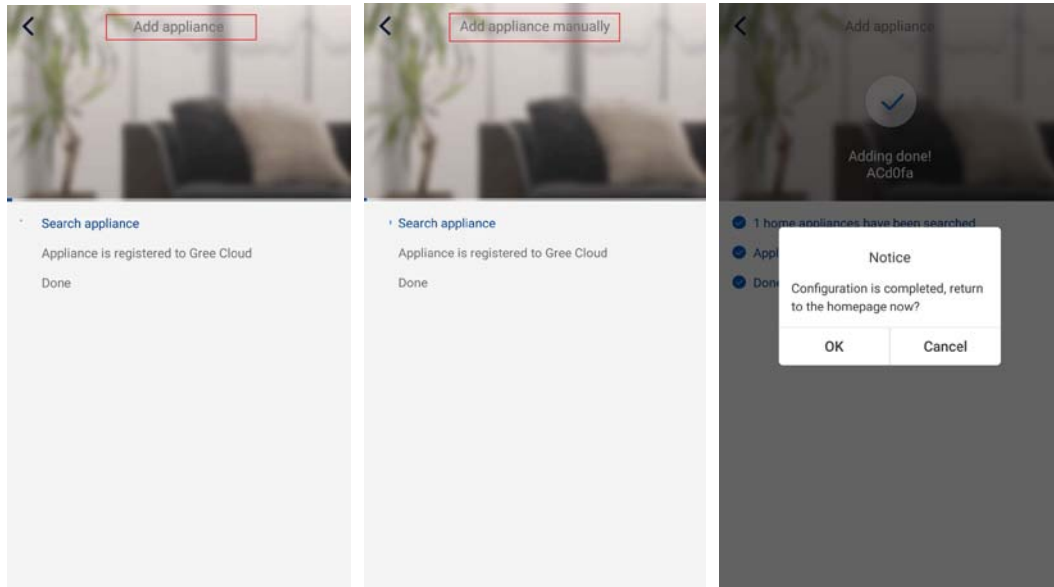 Add appliance
Search appliance
Appliance is registered to Gree Cloud
Done
Add appliance manually
Search appliance
Appliance is registered to Gree Cloud
Done
Add appliance
Adding done!
ACd0fa
1 home appliances have been searched
Appl
Done
Notice
Configuration is completed, return
to the homepage now?
OK
Cancel